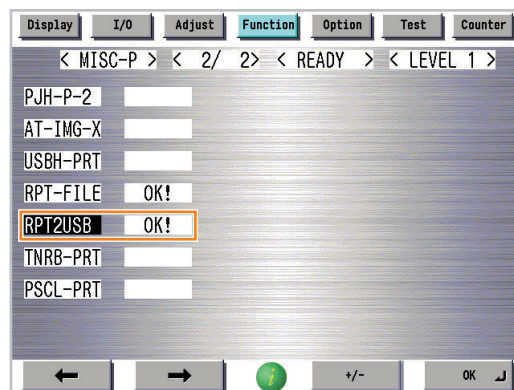 Display I/O Adjust Function Option Test Counter
< MISC-P > < 2/ 2> < READY > < LEVEL 1 >
PJH-P-2
AT-IMG-X
USBH-PRT
RPT-FILE OK!
RPT2USB OK!
TNRB-PRT
PSCL-PRT
← → i +/- OK ┘